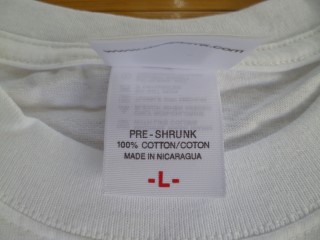 PRE-SHRUNK
100% COTTON/COTON
MADE IN NICARAGUA
-L-